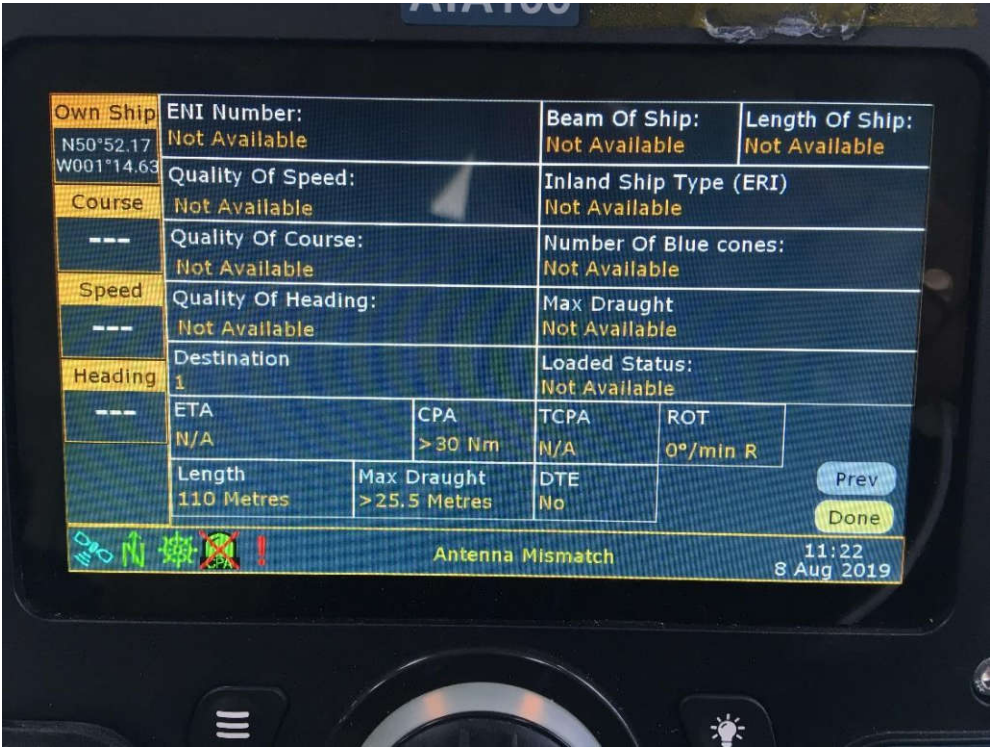 Own Ship
N50°52.17
W001°14.63
Course
---
Speed
---
Heading
---
ENI Number:
Not Available
Beam Of Ship:
Not Available
Length Of Ship:
Not Available
Quality Of Speed:
Not Available
Inland Ship Type (ERI)
Not Available
Quality Of Course:
Not Available
Number Of Blue cones:
Not Available
Quality Of Heading:
Not Available
Max Draught
Not Available
Destination
1
Loaded Status:
Not Available
ETA
N/A
CPA
>30 Nm
TCPA
N/A
ROT
0°/min R
Length
110 Metres
Max Draught
>25.5 Metres
DTE
No
Prev
Done
CPA
Antenna Mismatch
11:22
8 Aug 2019